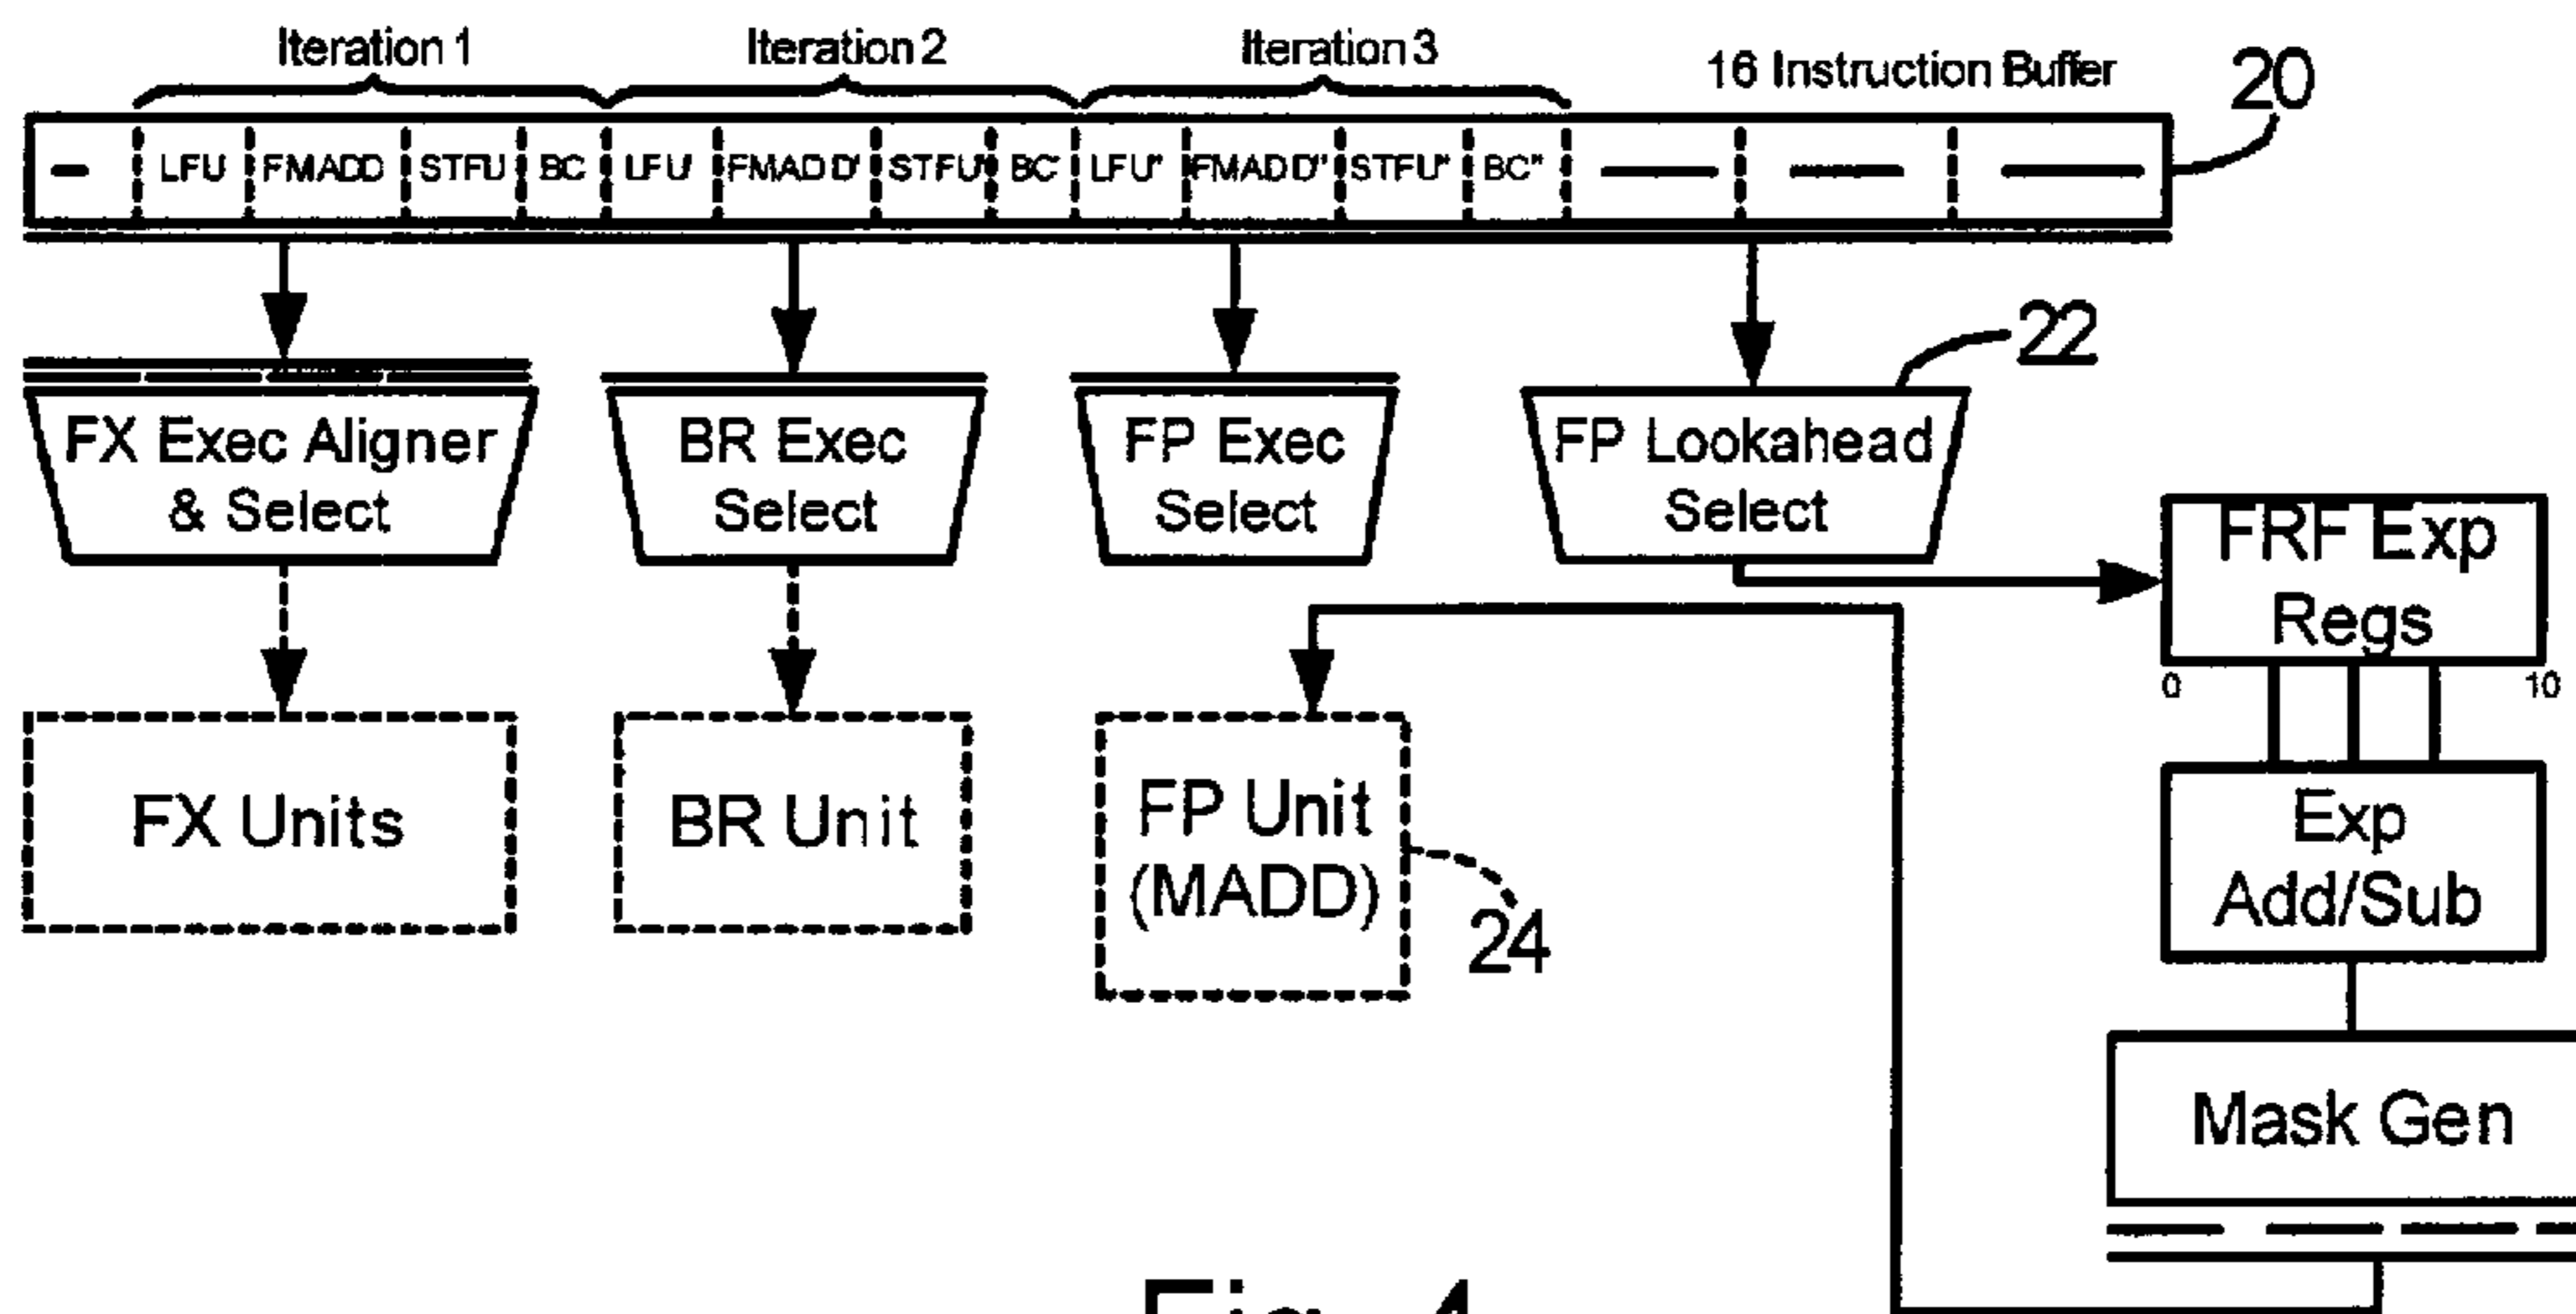 Iteration 1 Iteration 2 Iteration 3 16 Instruction Buffer 20
— LFU FMADD STFU BC LFU' FMADD' STFU' BC' LFU" FMADD" STFU" BC" — — —
22
FX Exec Aligner
& Select
BR Exec
Select
FP Exec
Select
FP Lookahead
Select
FRF Exp
Regs
0 10
FX Units
BR Unit
FP Unit
(MADD)
24
Exp
Add/Sub
Mask Gen